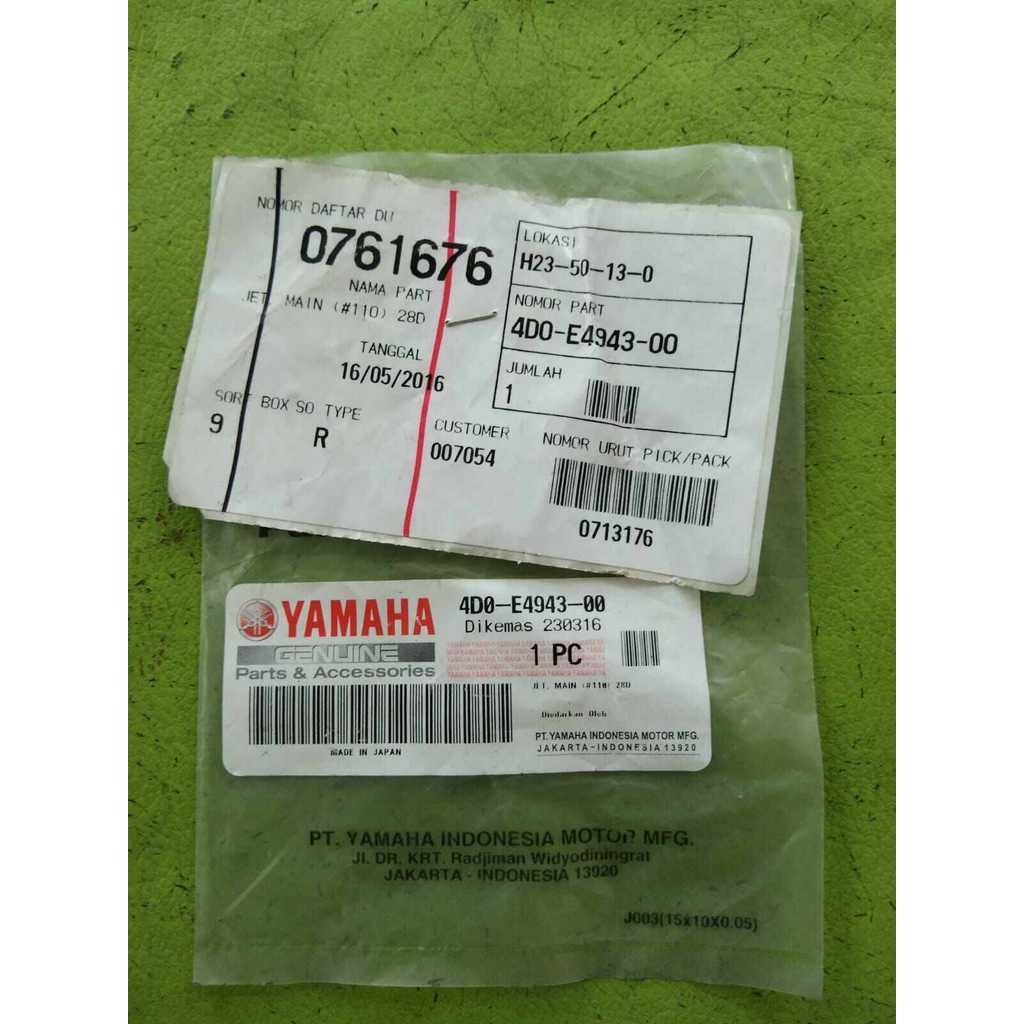 NOMOR DAFTAR DU
0761676
NAMA PART
JET, MAIN (#110) 28D
TANGGAL
16/05/2016
SORT BOX SO TYPE
9 R
CUSTOMER
007054
LOKASI
H23-50-13-0
NOMOR PART
4D0-E4943-00
JUMLAH
1
NOMOR URUT PICK/PACK
0713176
YAMAHA
GENUINE
Parts & Accessories
MADE IN JAPAN
4D0-E4943-00
Dikemas 230316
1 PC
JET, MAIN (#110) 28D
Diedarkan Oleh
PT. YAMAHA INDONESIA MOTOR MFG.
JAKARTA-INDONESIA 13920
PT. YAMAHA INDONESIA MOTOR MFG.
Jl. DR. KRT. Radjiman Widyodiningrat
JAKARTA - INDONESIA 13920
J003(15x10X0.05)